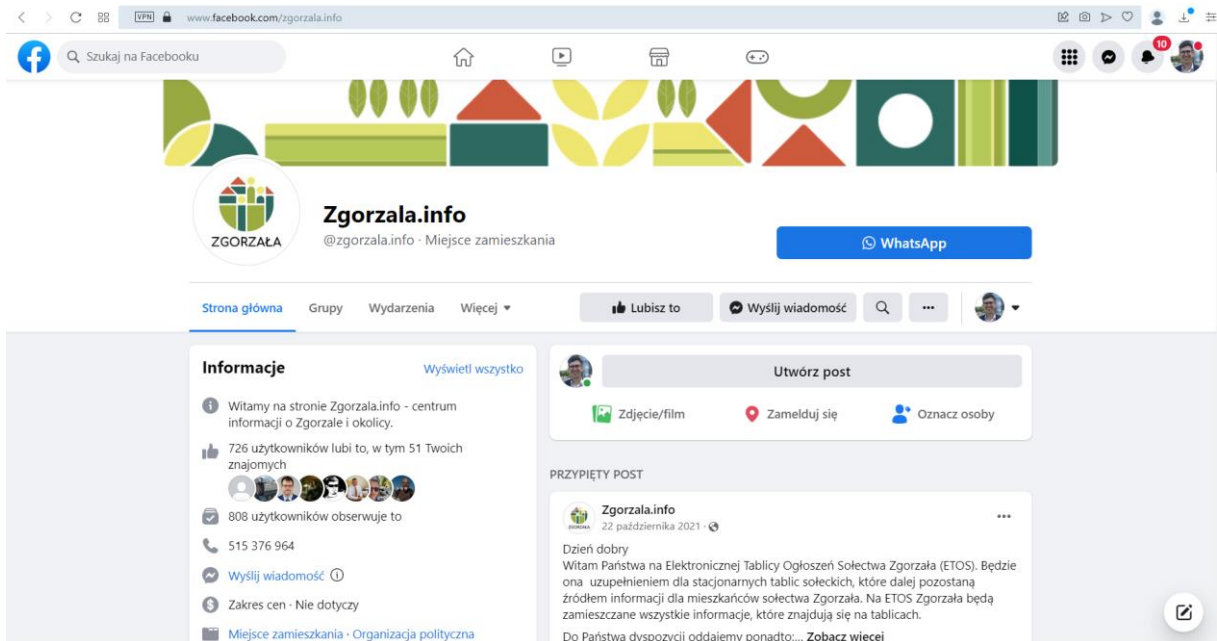 VPN
www.facebook.com/zgorzala.info
Szukaj na Facebooku
10
ZGORZAŁA
Zgorzala.info
@zgorzala.info · Miejsce zamieszkania
WhatsApp
Strona główna Grupy Wydarzenia Więcej
Lubisz to
Wyślij wiadomość
Informacje
Wyświetl wszystko
Witamy na stronie Zgorzala.info - centrum
informacji o Zgorzale i okolicy.
726 użytkowników lubi to, w tym 51 Twoich
znajomych
808 użytkowników obserwuje to
515 376 964
Wyślij wiadomość
Zakres cen · Nie dotyczy
Miejsce zamieszkania · Organizacja polityczna
Utwórz post
Zdjęcie/film
Zamelduj się
Oznacz osoby
PRZYPIĘTY POST
Zgorzala.info
22 października 2021 ·
Dzień dobry
Witam Państwa na Elektronicznej Tablicy Ogłoszeń Sołectwa Zgorzała (ETOS). Będzie
ona uzupełnieniem dla stacjonarnych tablic sołeckich, które dalej pozostaną
źródłem informacji dla mieszkańców sołectwa Zgorzała. Na ETOS Zgorzała będą
zamieszczane wszystkie informacje, które znajdują się na tablicach.
Do Państwa dyspozycji oddajemy ponadto:... Zobacz więcej